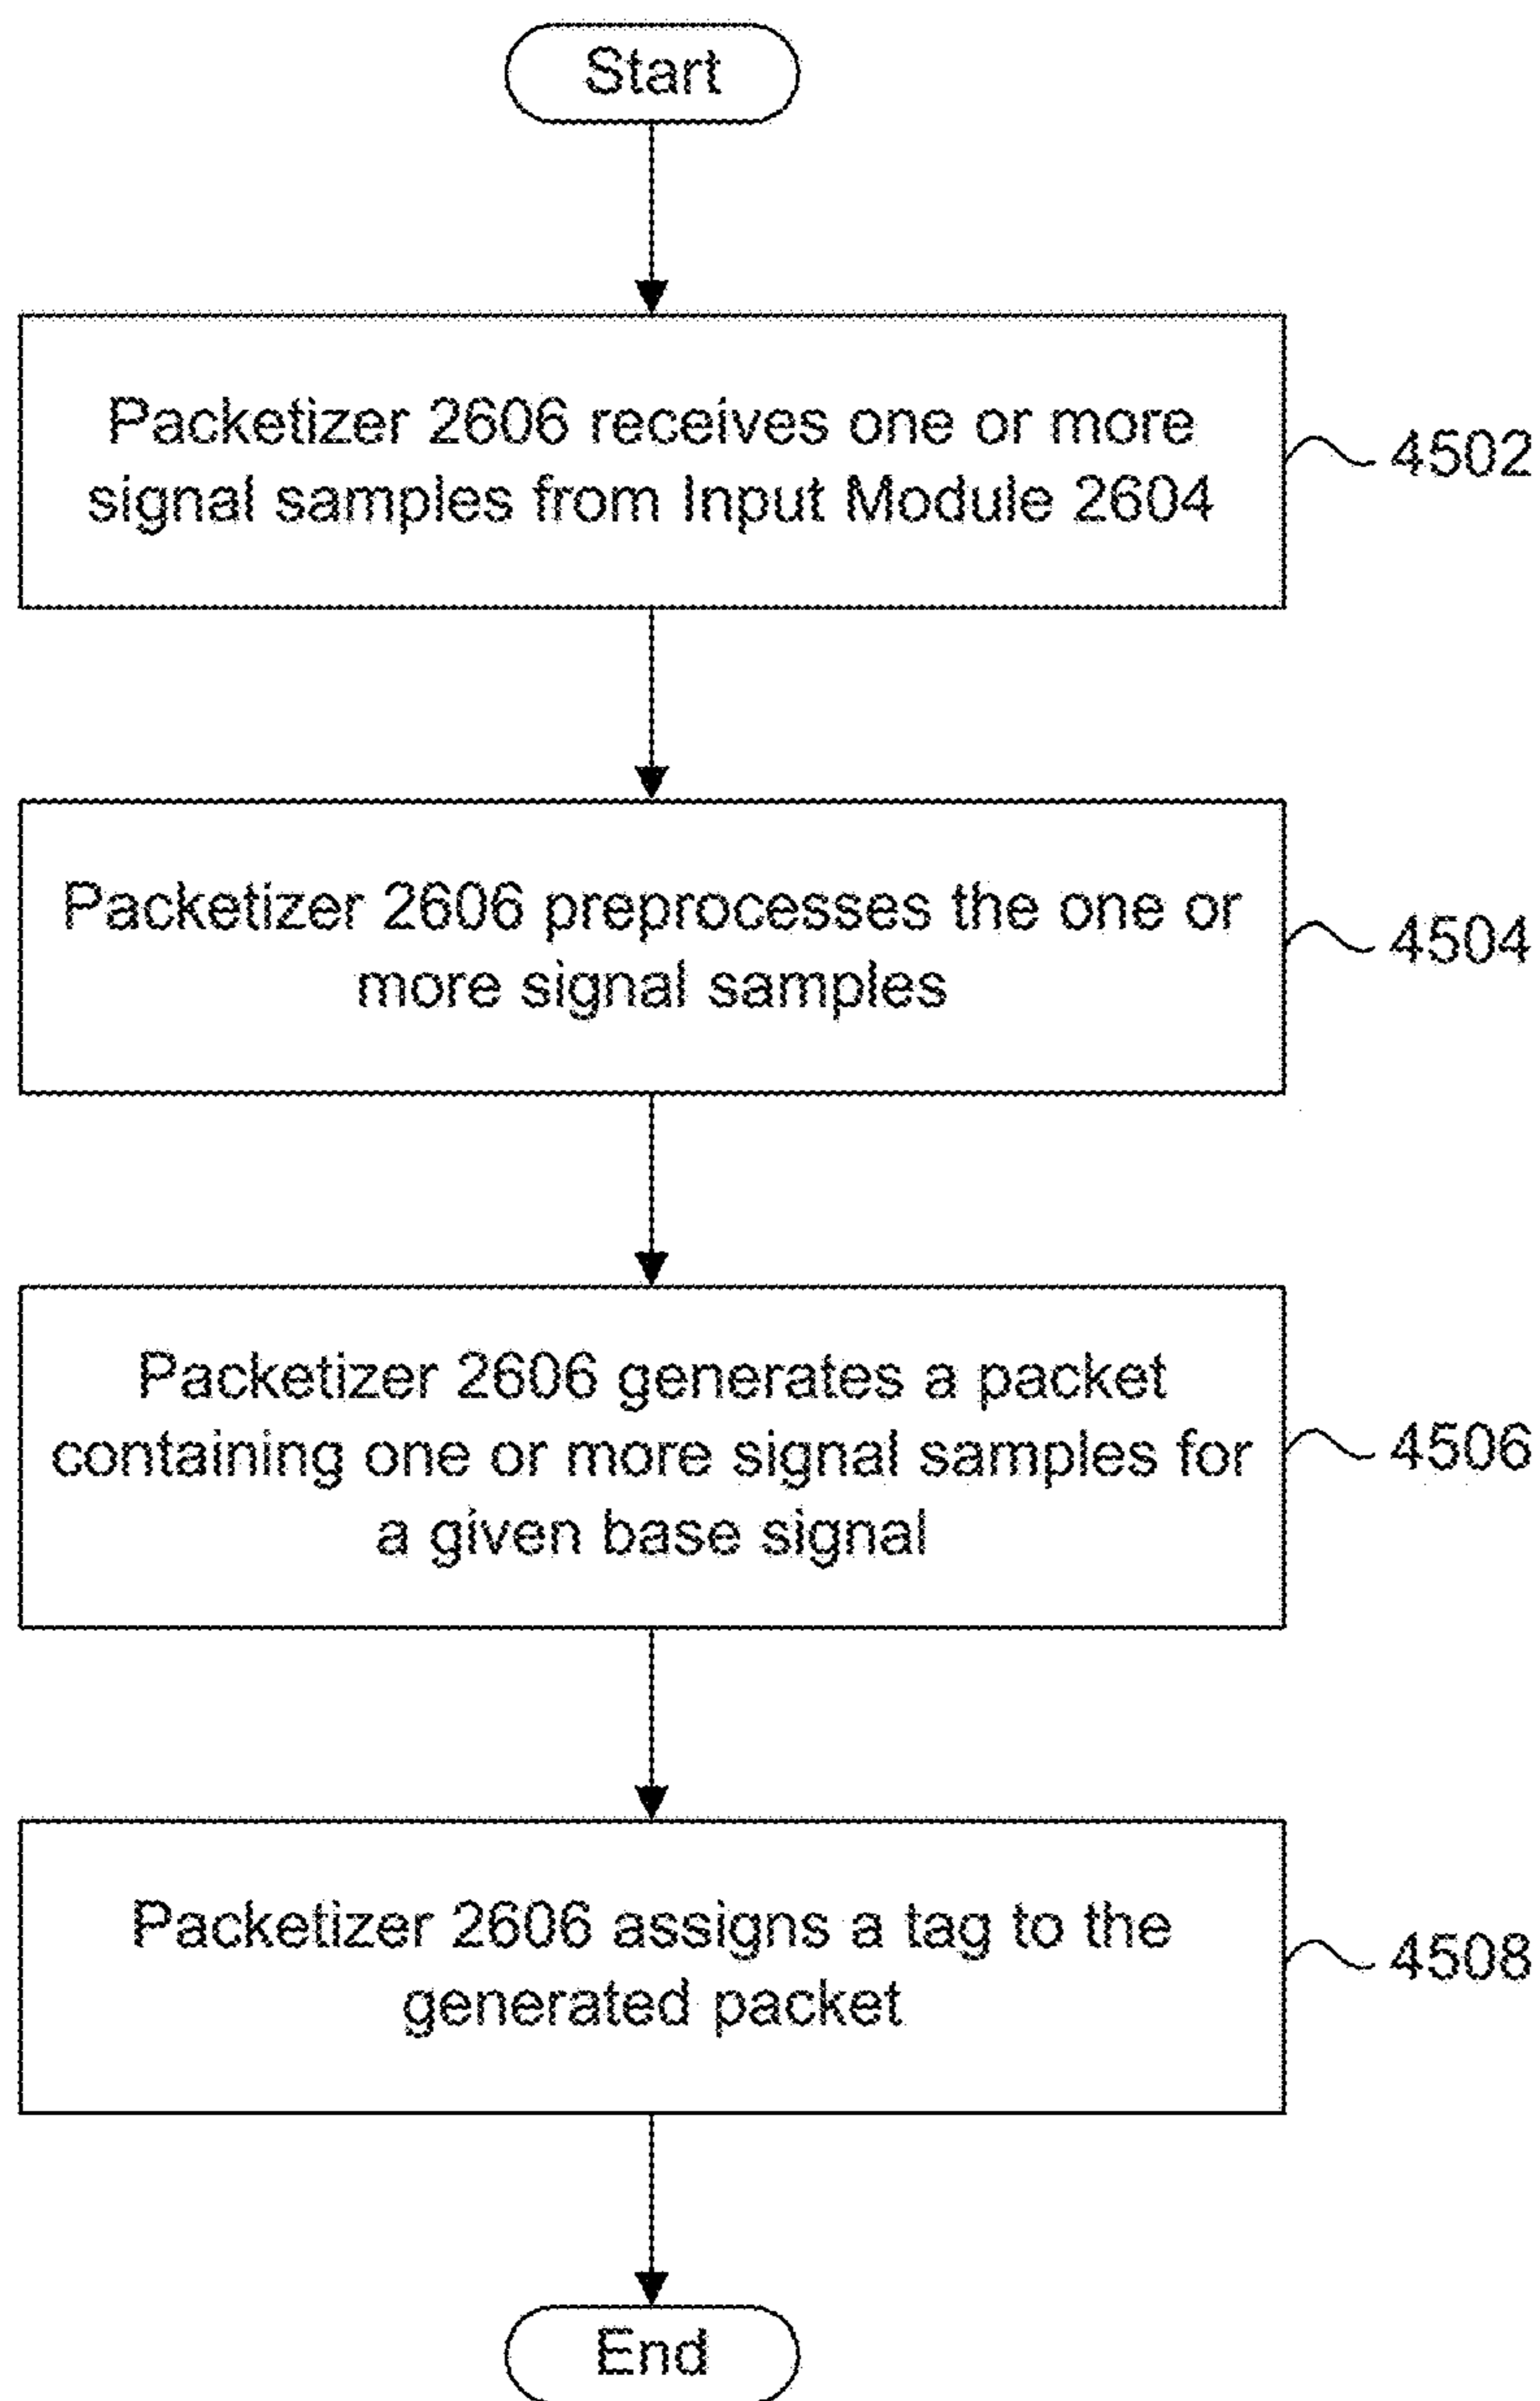 Start
Packetizer 2606 receives one or more
signal samples from Input Module 2604
4502
Packetizer 2606 preprocesses the one or
more signal samples
4504
Packetizer 2606 generates a packet
containing one or more signal samples for
a given base signal
4506
Packetizer 2606 assigns a tag to the
generated packet
4508
End